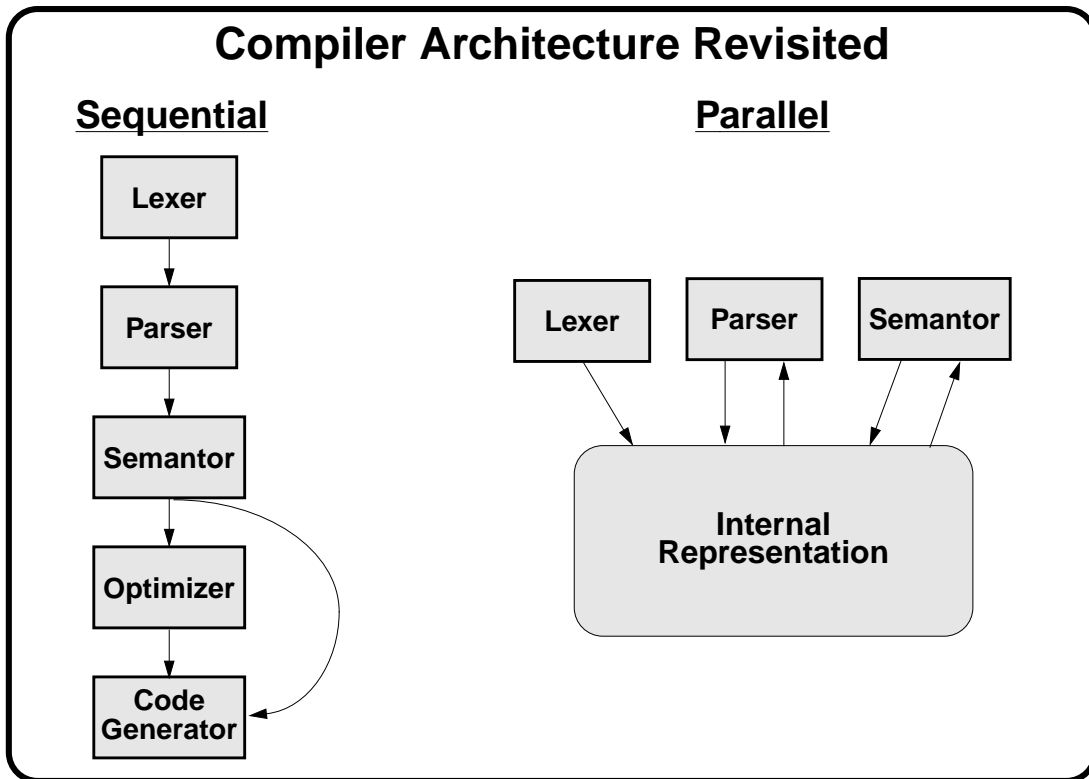 Compiler Architecture Revisited
Sequential
Lexer
Parser
Semantor
Optimizer
Code
Generator
Parallel
Lexer
Parser
Semantor
Internal
Representation